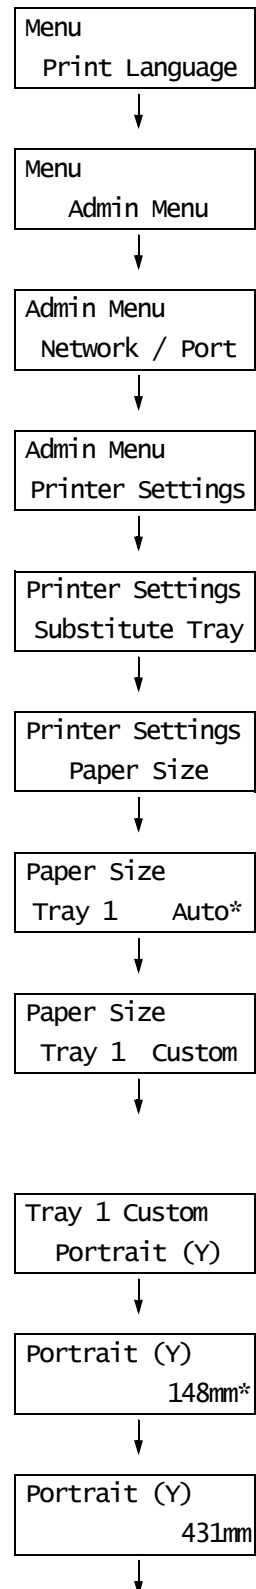 Menu
Print Language
Menu
Admin Menu
Admin Menu
Network / Port
Admin Menu
Printer Settings
Printer Settings
Substitute Tray
Printer Settings
Paper Size
Paper Size
Tray 1 Auto*
Paper Size
Tray 1 Custom
Tray 1 Custom
Portrait (Y)
Portrait (Y)
148mm*
Portrait (Y)
431mm